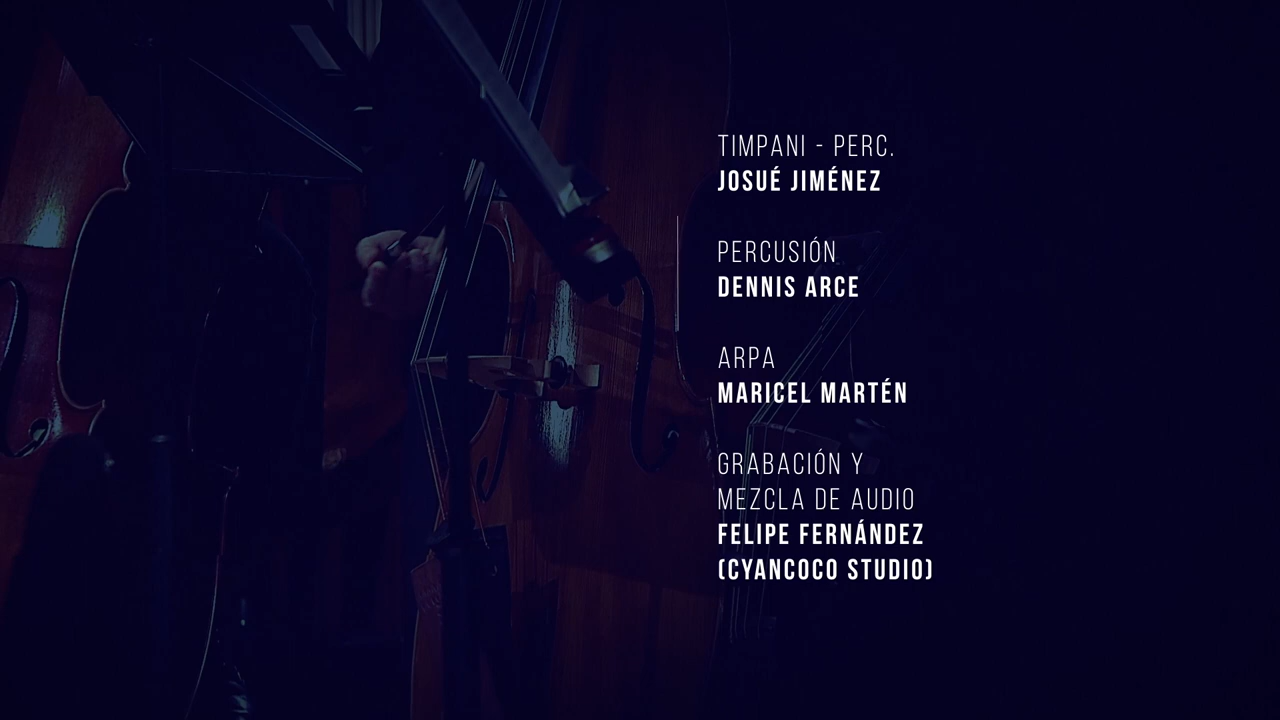 TIMPANI - PERC.
JOSUÉ JIMÉNEZ
PERCUSIÓN
DENNIS ARCE
ARPA
MARICEL MARTÉN
GRABACIÓN Y
MEZCLA DE AUDIO
FELIPE FERNÁNDEZ
(CYANCOCO STUDIO)